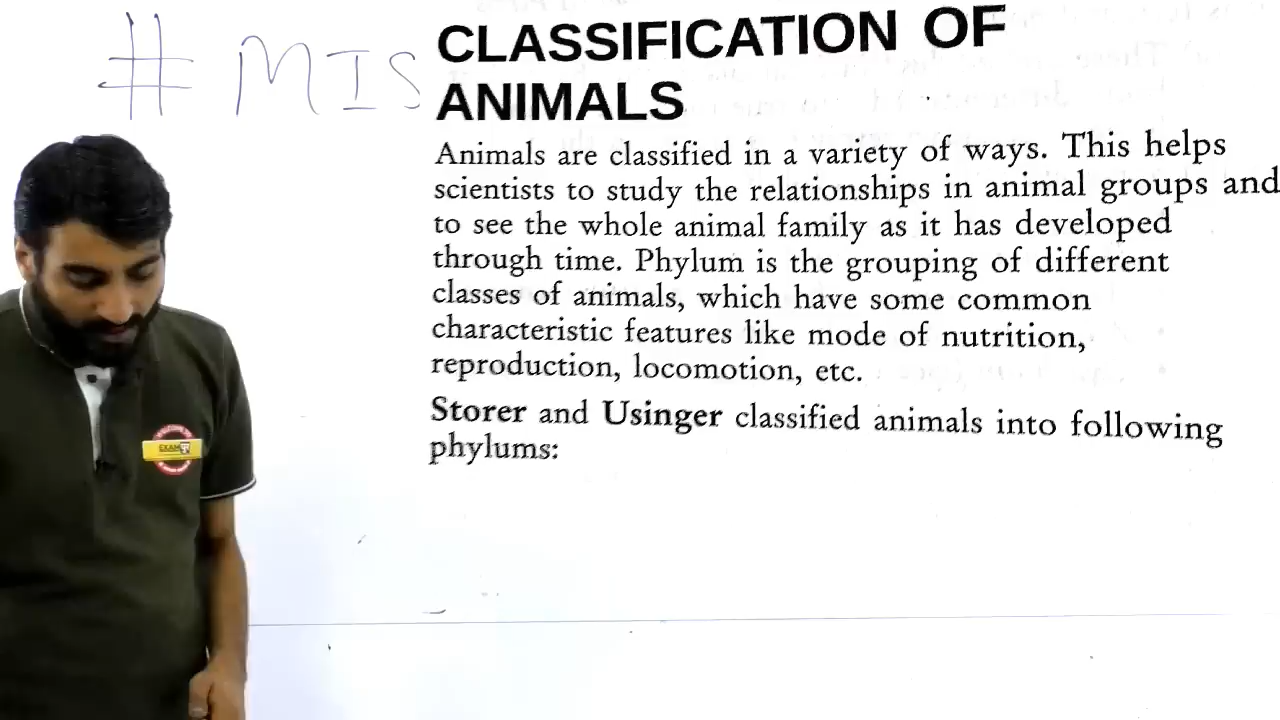 # MIS
CLASSIFICATION OF
ANIMALS
Animals are classified in a variety of ways. This helps
scientists to study the relationships in animal groups and
to see the whole animal family as it has developed
through time. Phylum is the grouping of different
classes of animals, which have some common
characteristic features like mode of nutrition,
reproduction, locomotion, etc.
Storer and Usinger classified animals into following
phylums:
EXAM